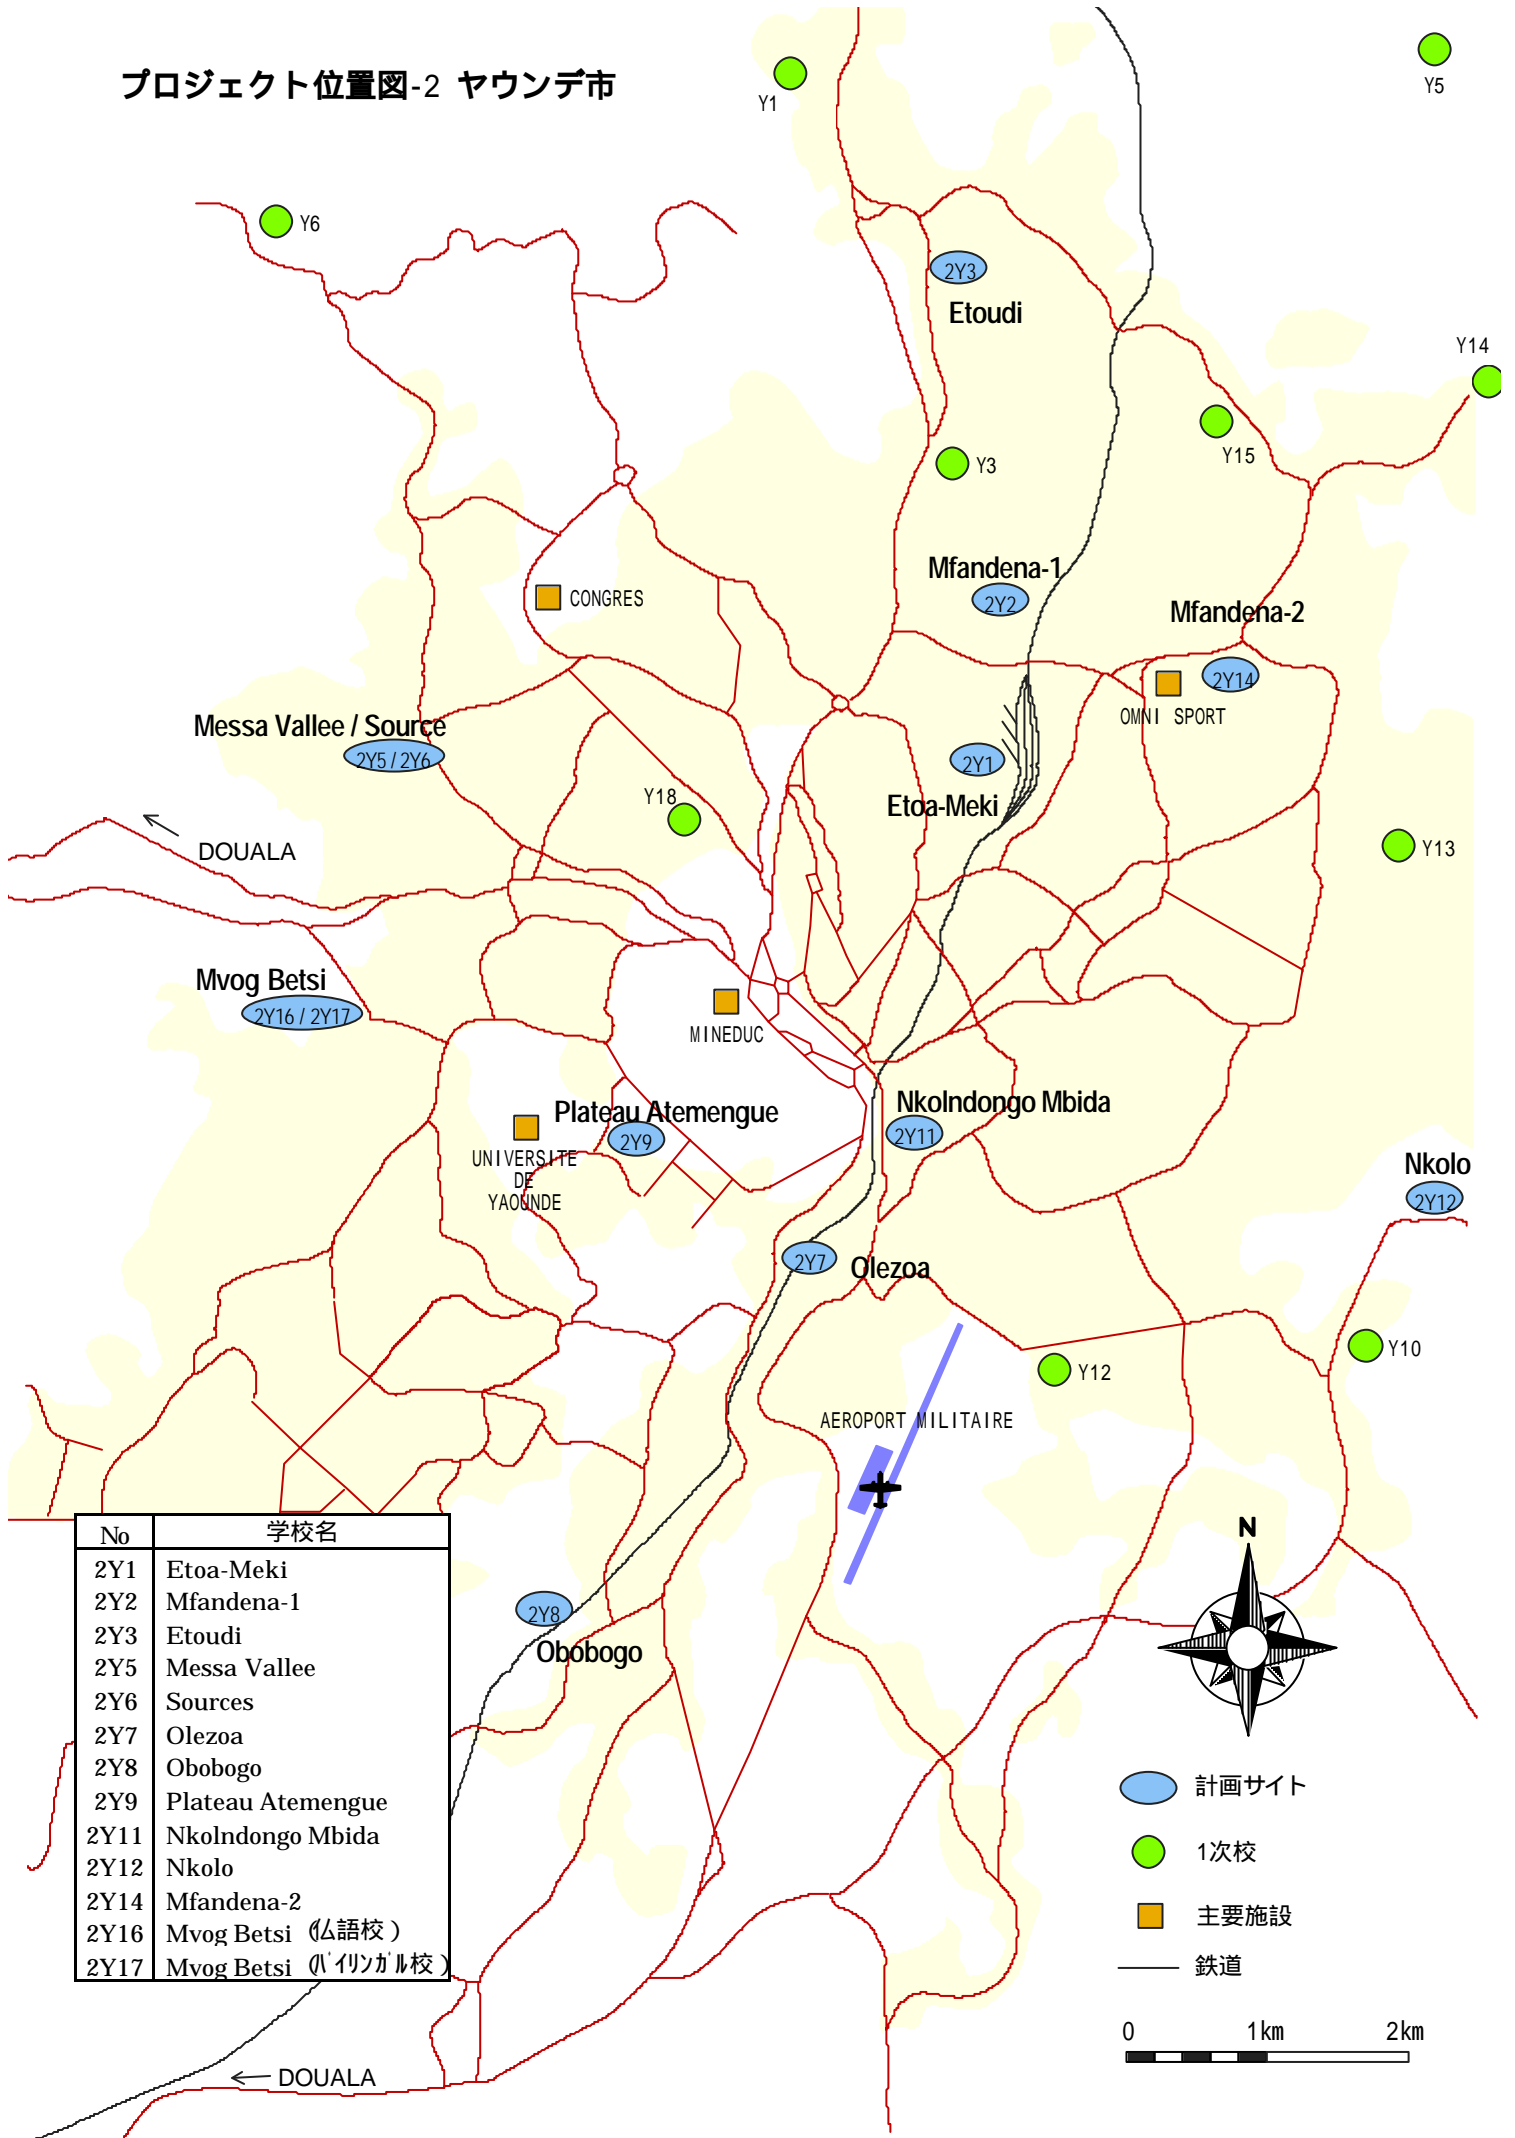 プロジェクト位置図-2 ヤウンデ市
Y1
Y5
Y6
2Y3
Etoudi
Y14
Y15
Y3
Mfandena-1
2Y2
CONGRES
Mfandena-2
2Y14
OMNI SPORT
Messa Vallee / Source
2Y5 / 2Y6
2Y1
Etoa-Meki
Y18
DOUALA
Y13
Mvog Betsi
2Y16 / 2Y17
MINEDUC
Plateau Atemengue
2Y9
Nkolndongo Mbida
2Y11
UNIVERSITE
DE
YAOUNDE
Nkolo
2Y12
2Y7
Olezoa
Y10
Y12
AEROPORT MILITAIRE
N
No 学校名
2Y1 Etoa-Meki
2Y2 Mfandena-1
2Y3 Etoudi
2Y5 Messa Vallee
2Y6 Sources
2Y7 Olezoa
2Y8 Obobogo
2Y9 Plateau Atemengue
2Y11 Nkolndongo Mbida
2Y12 Nkolo
2Y14 Mfandena-2
2Y16 Mvog Betsi (仏語校)
2Y17 Mvog Betsi (ﾊﾞｲﾘﾝｶﾞﾙ校)
2Y8
Obobogo
計画サイト
1次校
主要施設
鉄道
0 1km 2km
DOUALA